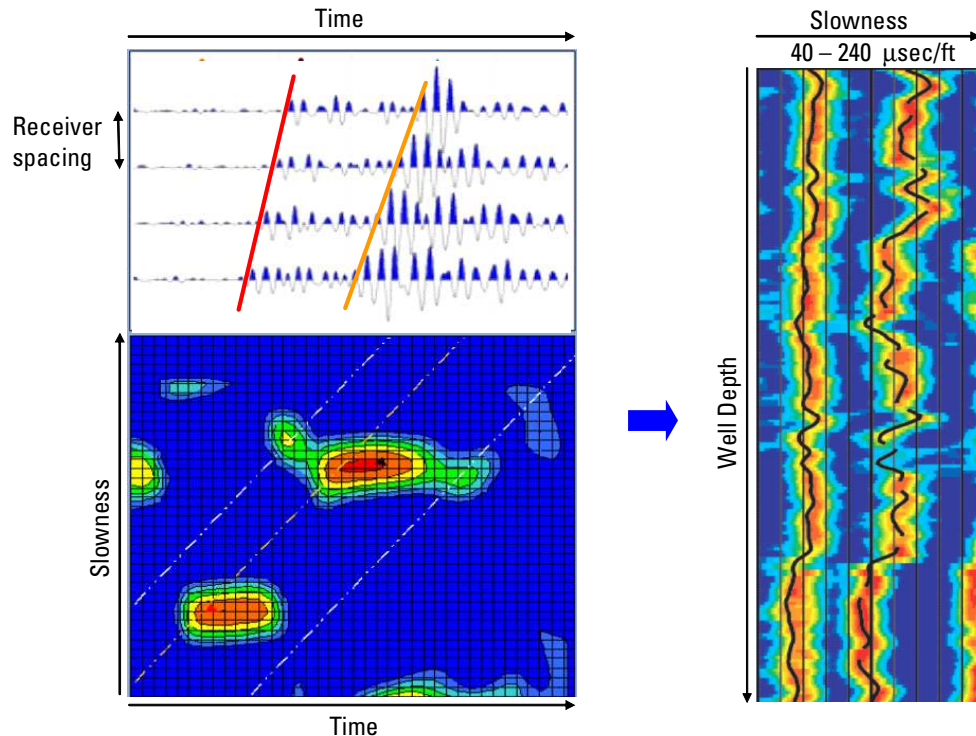 Time
Slowness
40 – 240 μsec/ft
Receiver
spacing
Slowness
Well Depth
Time